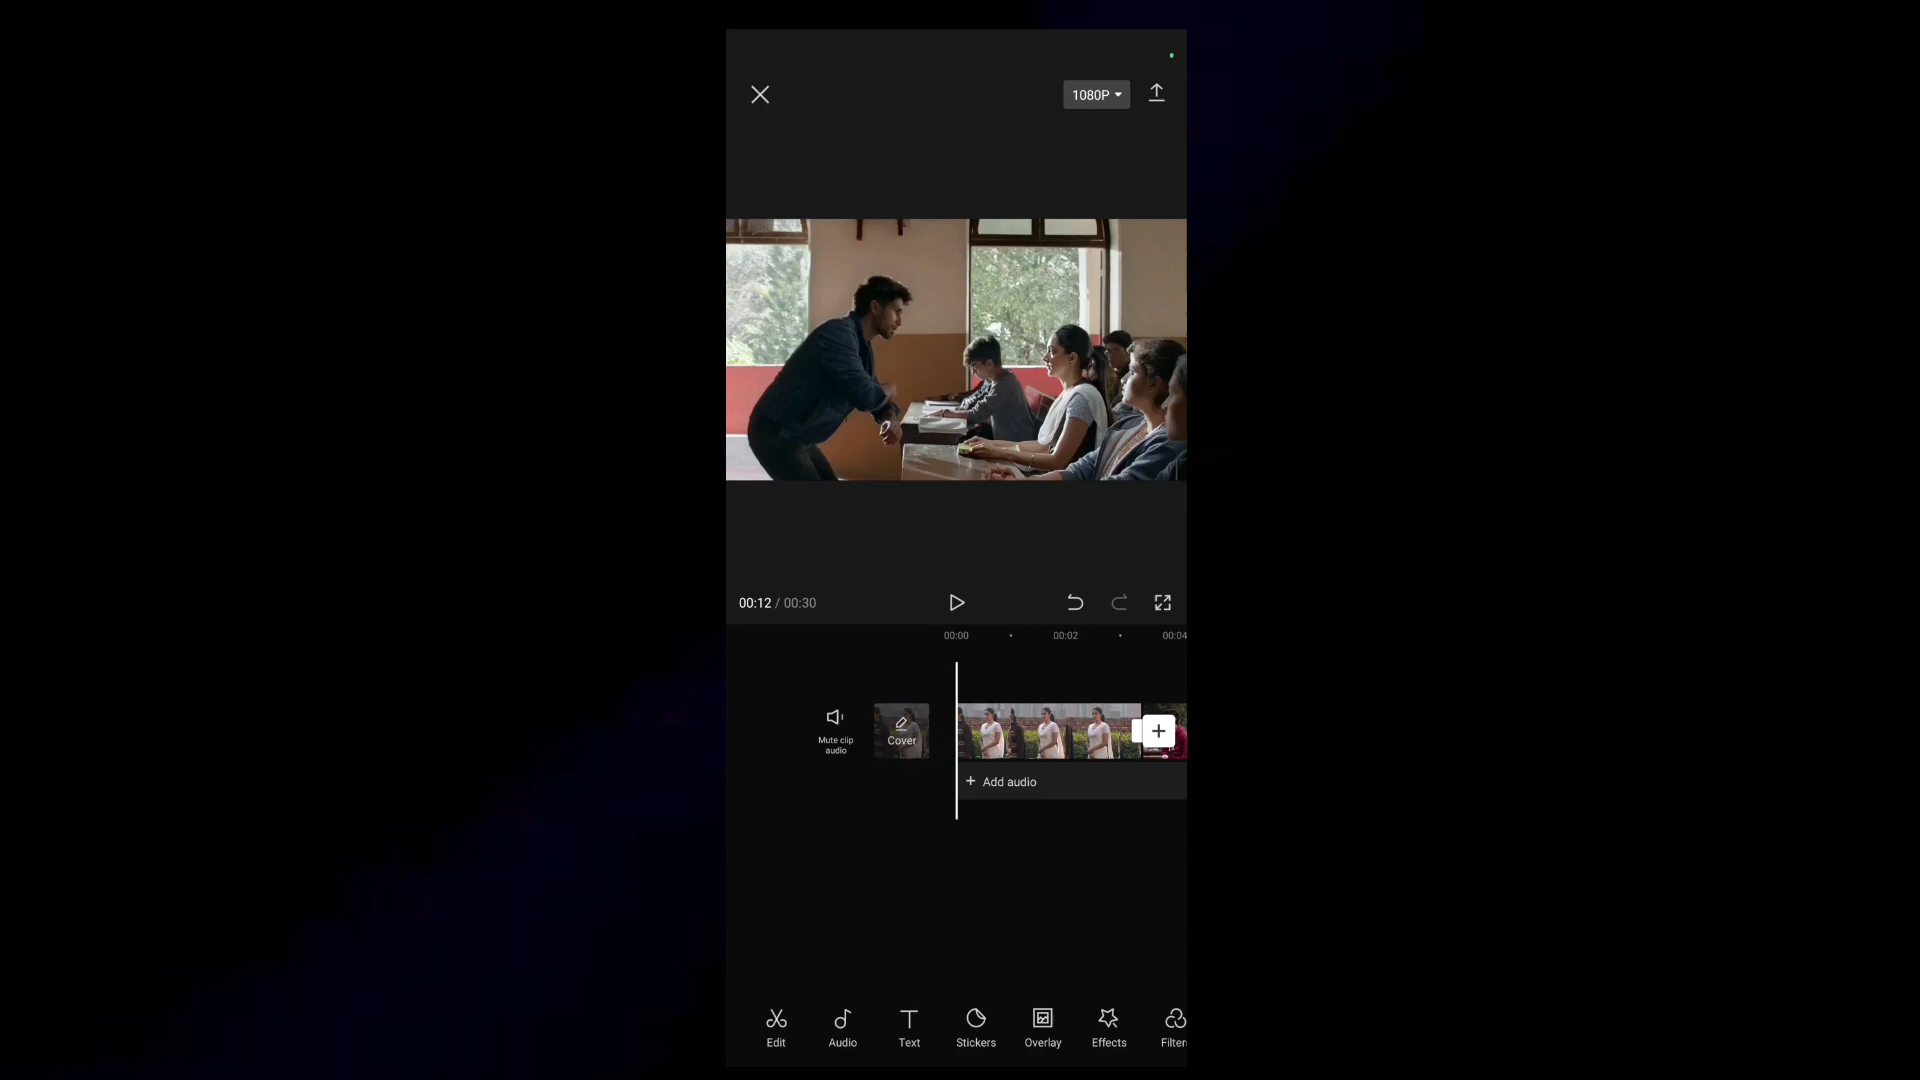 1080P
00:12 / 00:30
00:00 00:02 00:04
Mute clip
audio
Cover
+ Add audio
Edit Audio Text Stickers Overlay Effects Filter